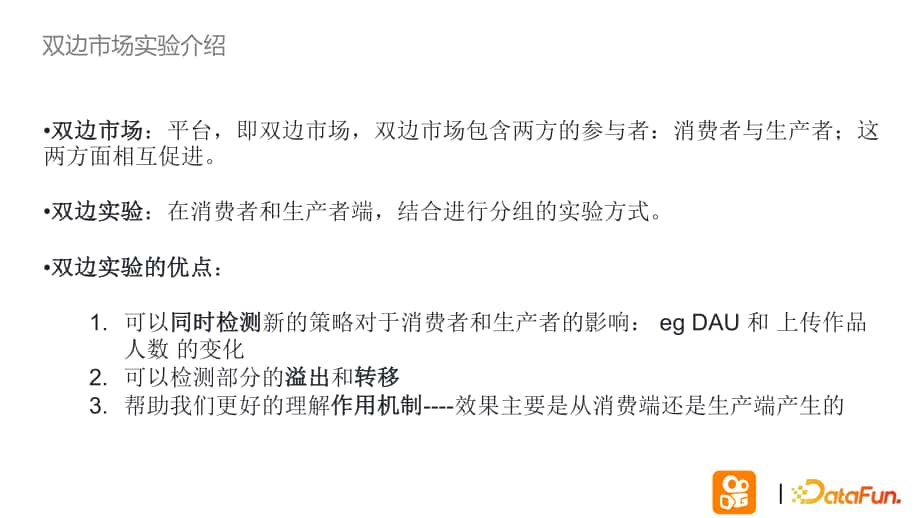 双边市场实验介绍
•双边市场：平台，即双边市场，双边市场包含两方的参与者：消费者与生产者；这
两方面相互促进。
•双边实验：在消费者和生产者端，结合进行分组的实验方式。
•双边实验的优点：
1. 可以同时检测新的策略对于消费者和生产者的影响： eg DAU 和 上传作品
人数 的变化
2. 可以检测部分的溢出和转移
3. 帮助我们更好的理解作用机制----效果主要是从消费端还是生产端产生的
DataFun.